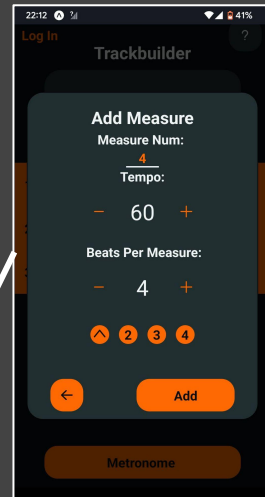 22:12 41%
Log In ?
Trackbuilder
Add Measure
Measure Num:
4
Tempo:
− 60 +
Beats Per Measure:
− 4 +
2 3 4
← Add
Metronome